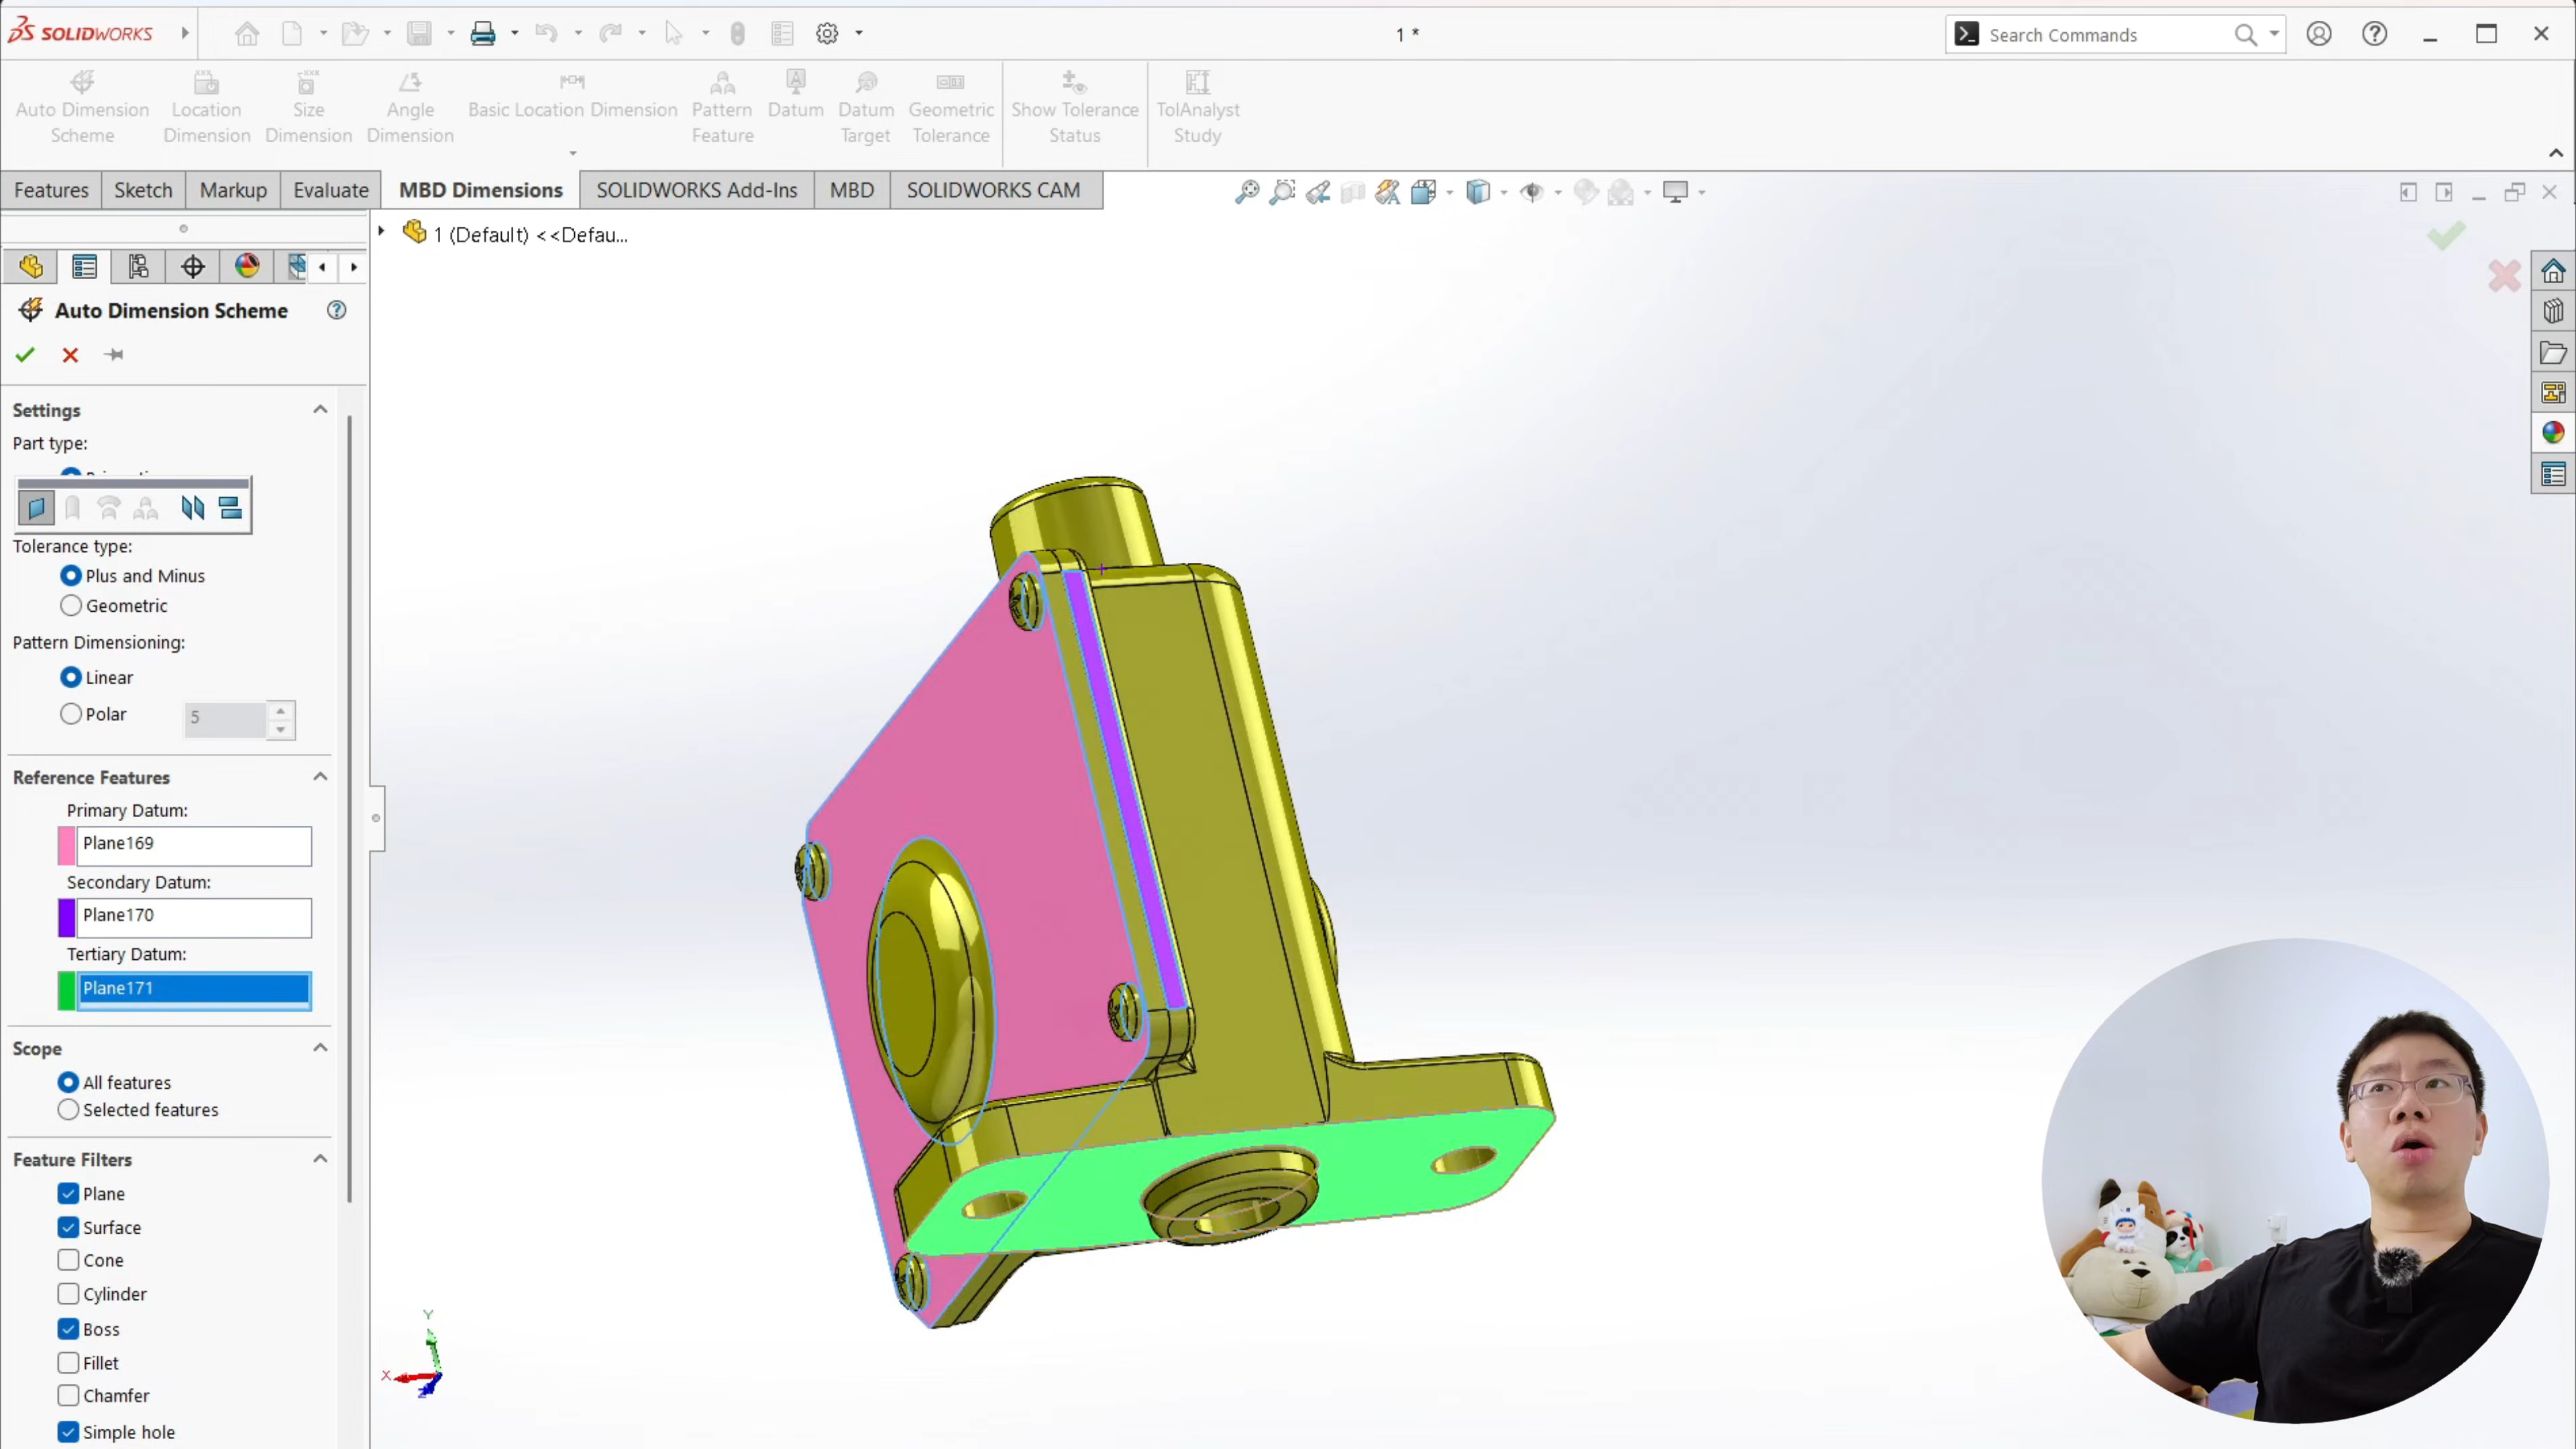 SOLIDWORKS
1 *
Search Commands
Auto Dimension Scheme
Location Dimension
Size Dimension
Angle Dimension
Basic Location Dimension
Pattern Feature
Datum
Datum Target
Geometric Tolerance
Show Tolerance Status
TolAnalyst Study
Features
Sketch
Markup
Evaluate
MBD Dimensions
SOLIDWORKS Add-Ins
MBD
SOLIDWORKS CAM
1 (Default) <<Defau...
Auto Dimension Scheme
Settings
Part type:
Tolerance type:
Plus and Minus
Geometric
Pattern Dimensioning:
Linear
Polar
5
Reference Features
Primary Datum:
Plane169
Secondary Datum:
Plane170
Tertiary Datum:
Plane171
Scope
All features
Selected features
Feature Filters
Plane
Surface
Cone
Cylinder
Boss
Fillet
Chamfer
Simple hole
Y
X
Z